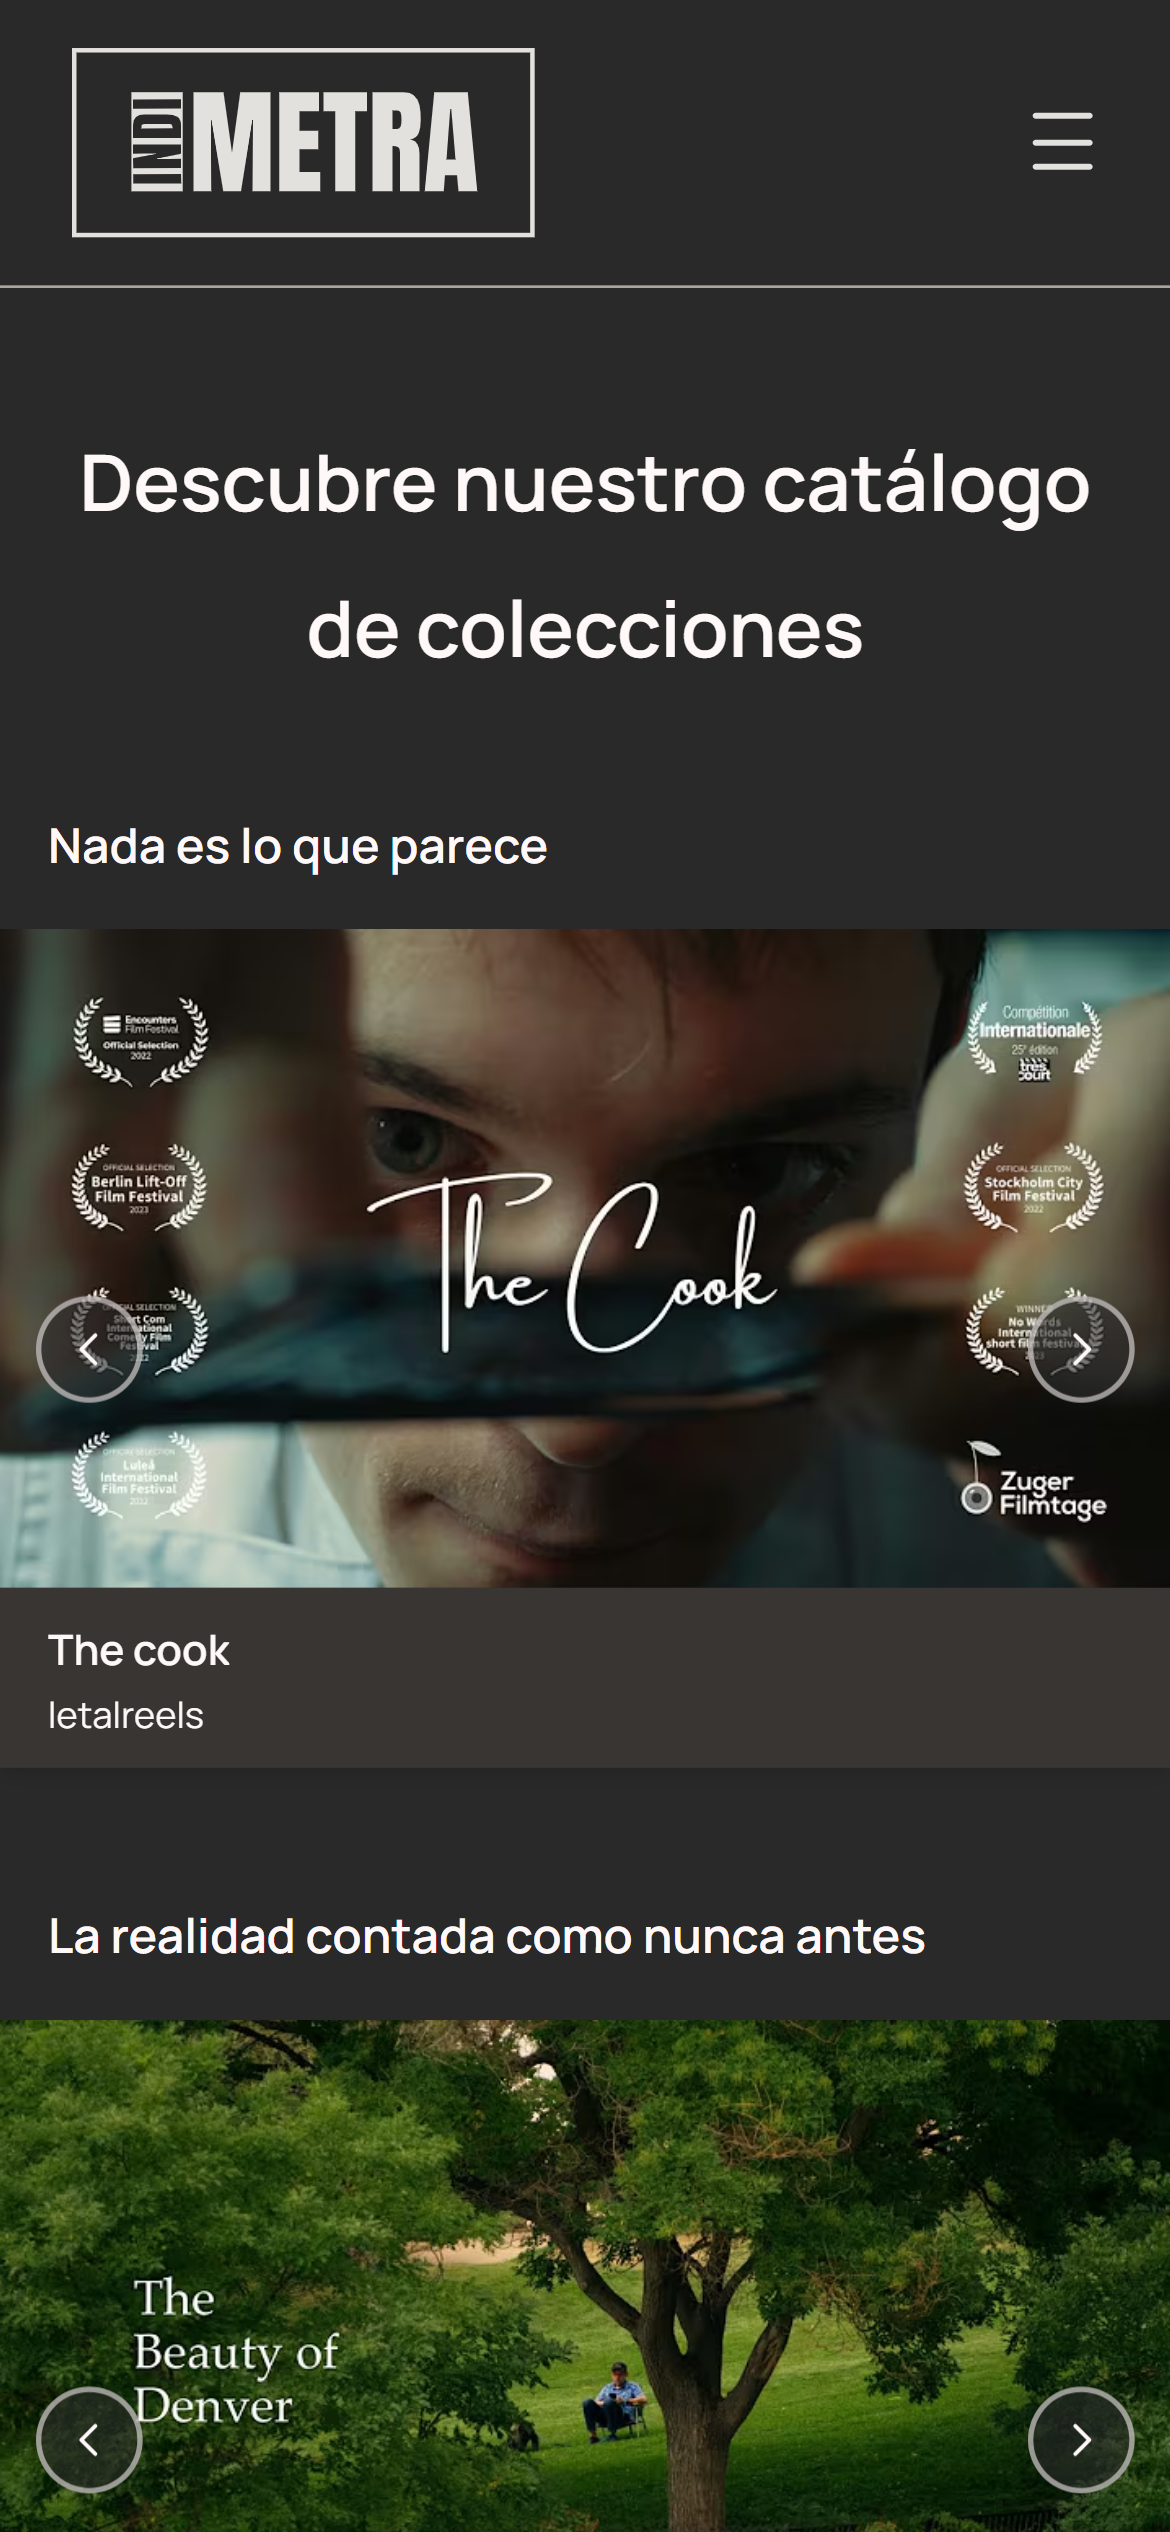 INDI METRA
Descubre nuestro catálogo
de colecciones
Nada es lo que parece
Encounters
Film Festival
Official Selection
2022
Compétition
Internationale
25e édition
très
court
OFFICIAL SELECTION
Berlin Lift-Off
Film Festival
2023
OFFICIAL SELECTION
Stockholm City
Film Festival
2022
The Cook
SELECTION
Short Com
International
Comedy Film
Festival
2022
WINNER
No Words
International
short film festival
2023
OFFICIAL SELECTION
Luleå
International
Film Festival
2012
Zuger
Filmtage
The cook
letalreels
La realidad contada como nunca antes
The
Beauty of
Denver